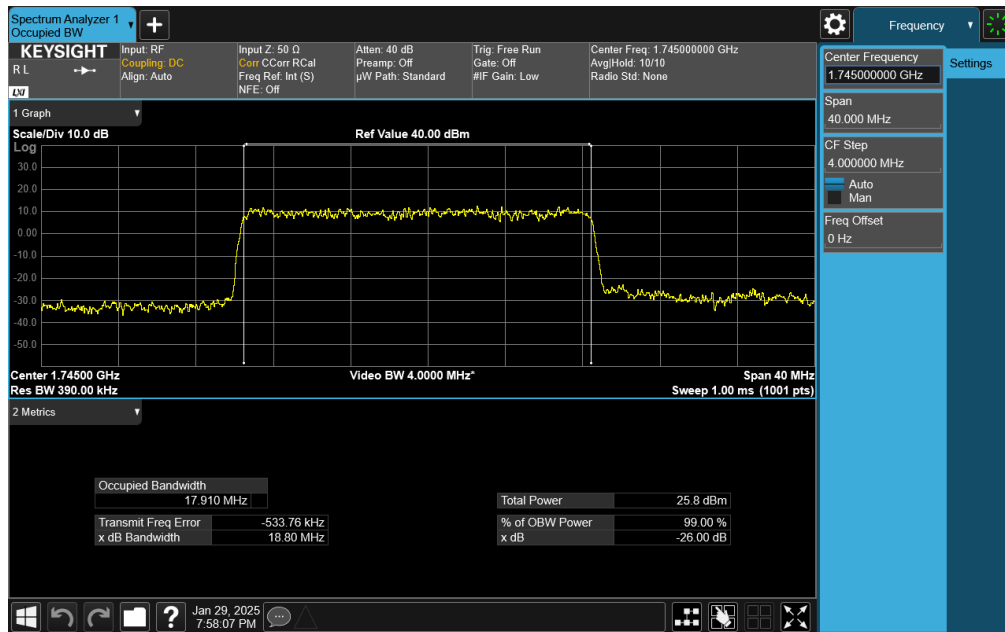 Spectrum Analyzer 1
Occupied BW
Frequency
KEYSIGHT
R L
LXI
Input: RF
Coupling: DC
Align: Auto
Input Z: 50 Ω
Corr CCorr RCal
Freq Ref: Int (S)
NFE: Off
Atten: 40 dB
Preamp: Off
µW Path: Standard
Trig: Free Run
Gate: Off
#IF Gain: Low
Center Freq: 1.745000000 GHz
Avg|Hold: 10/10
Radio Std: None
Center Frequency
1.745000000 GHz
Settings
Span
40.000 MHz
CF Step
4.000000 MHz
Auto
Man
Freq Offset
0 Hz
1 Graph
Scale/Div 10.0 dB
Ref Value 40.00 dBm
Log
30.0
20.0
10.0
0.00
-10.0
-20.0
-30.0
-40.0
-50.0
Center 1.74500 GHz
Video BW 4.0000 MHz*
Span 40 MHz
Res BW 390.00 kHz
Sweep 1.00 ms (1001 pts)
2 Metrics
Occupied Bandwidth
17.910 MHz
Total Power 25.8 dBm
Transmit Freq Error -533.76 kHz
% of OBW Power 99.00 %
x dB Bandwidth 18.80 MHz
x dB -26.00 dB
?
Jan 29, 2025
7:58:07 PM